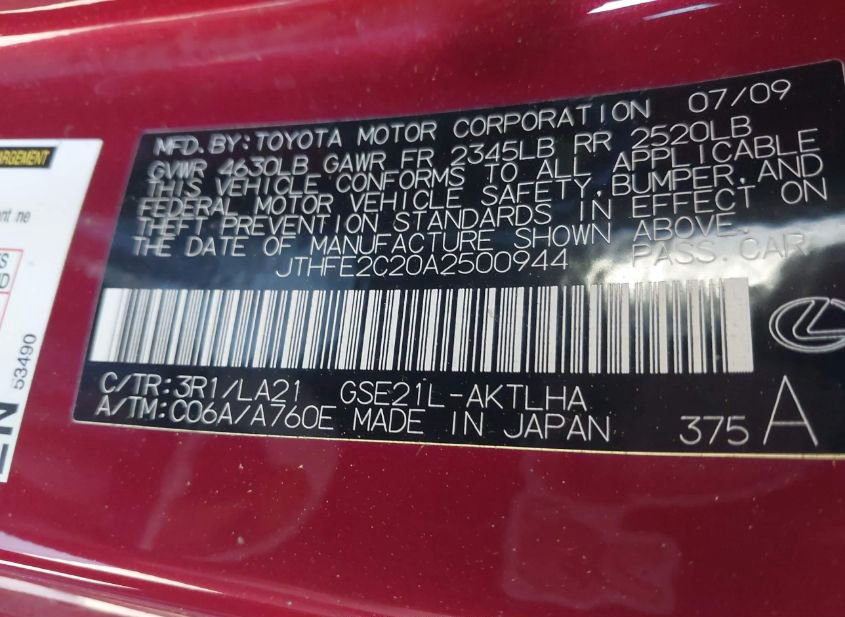 MFD. BY: TOYOTA MOTOR CORPORATION 07/09
GVWR 4630LB GAWR FR 2345LB RR 2520LB
THIS VEHICLE CONFORMS TO ALL APPLICABLE
FEDERAL MOTOR VEHICLE SAFETY, BUMPER, AND
THEFT PREVENTION STANDARDS IN EFFECT ON
THE DATE OF MANUFACTURE SHOWN ABOVE.
JTHFE2C20A2500944 PASS. CAR
C/TR:3R1/LA21 GSE21L-AKTLHA
A/TM:C06A/A760E MADE IN JAPAN 375 A
53490